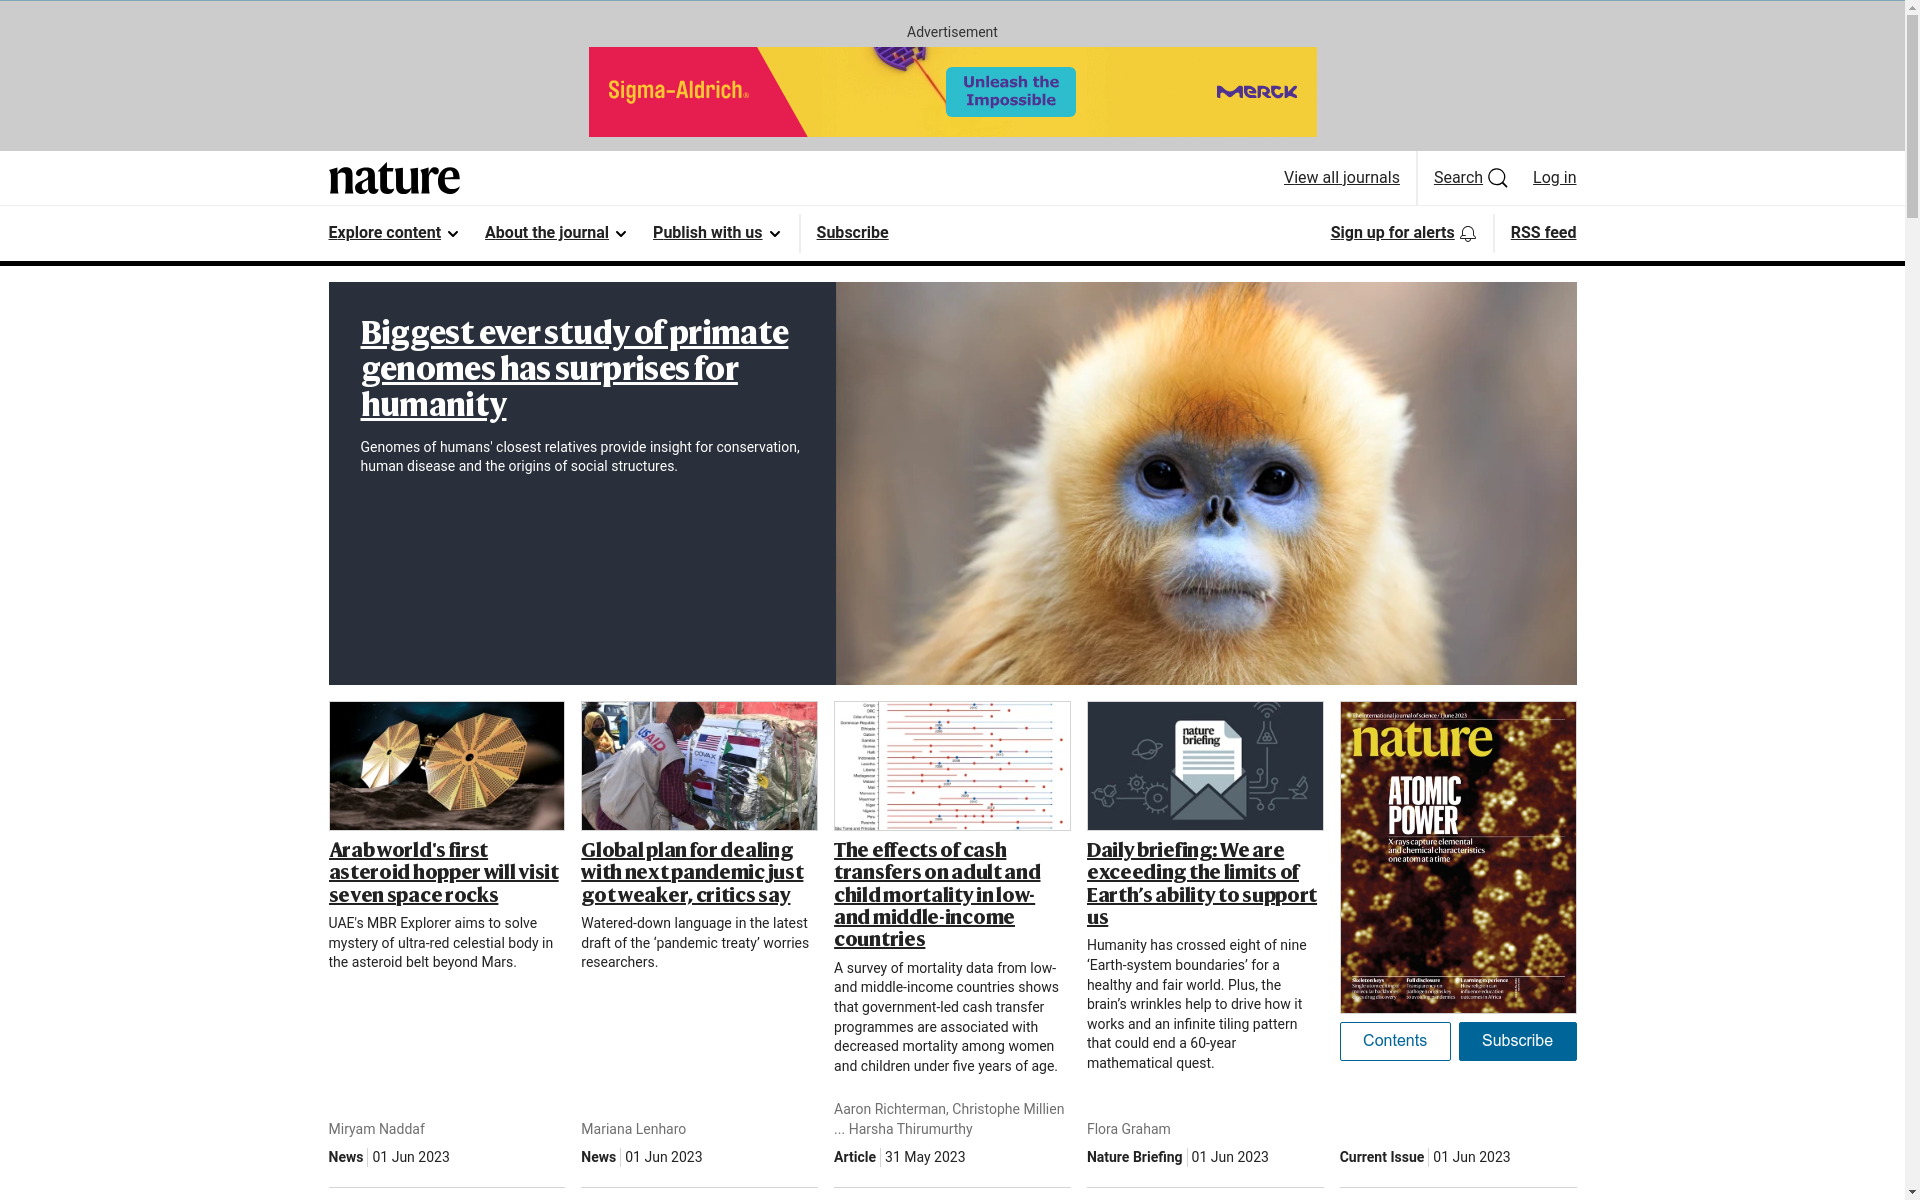 Advertisement
Sigma-Aldrich®
Unleash the
Impossible
MERCK
nature
View all journals
Search
Log in
Explore content
About the journal
Publish with us
Subscribe
Sign up for alerts
RSS feed
Biggest ever study of primate
genomes has surprises for
humanity
Genomes of humans' closest relatives provide insight for conservation,
human disease and the origins of social structures.
USAID
COVAX
Arab world's first
asteroid hopper will visit
seven space rocks
UAE's MBR Explorer aims to solve
mystery of ultra-red celestial body in
the asteroid belt beyond Mars.
Miryam Naddaf
News
01 Jun 2023
Global plan for dealing
with next pandemic just
got weaker, critics say
Watered-down language in the latest
draft of the ‘pandemic treaty’ worries
researchers.
Mariana Lenharo
News
01 Jun 2023
The effects of cash
transfers on adult and
child mortality in low-
and middle-income
countries
A survey of mortality data from low-
and middle-income countries shows
that government-led cash transfer
programmes are associated with
decreased mortality among women
and children under five years of age.
Aaron Richterman, Christophe Millien
... Harsha Thirumurthy
Article
31 May 2023
nature
briefing
Daily briefing: We are
exceeding the limits of
Earth’s ability to support
us
Humanity has crossed eight of nine
‘Earth-system boundaries’ for a
healthy and fair world. Plus, the
brain’s wrinkles help to drive how it
works and an infinite tiling pattern
that could end a 60-year
mathematical quest.
Flora Graham
Nature Briefing
01 Jun 2023
The international journal of science / 1 June 2023
nature
ATOMIC
POWER
X-rays capture elemental
and chemical characteristics
one atom at a time
Contents
Subscribe
Current Issue
01 Jun 2023